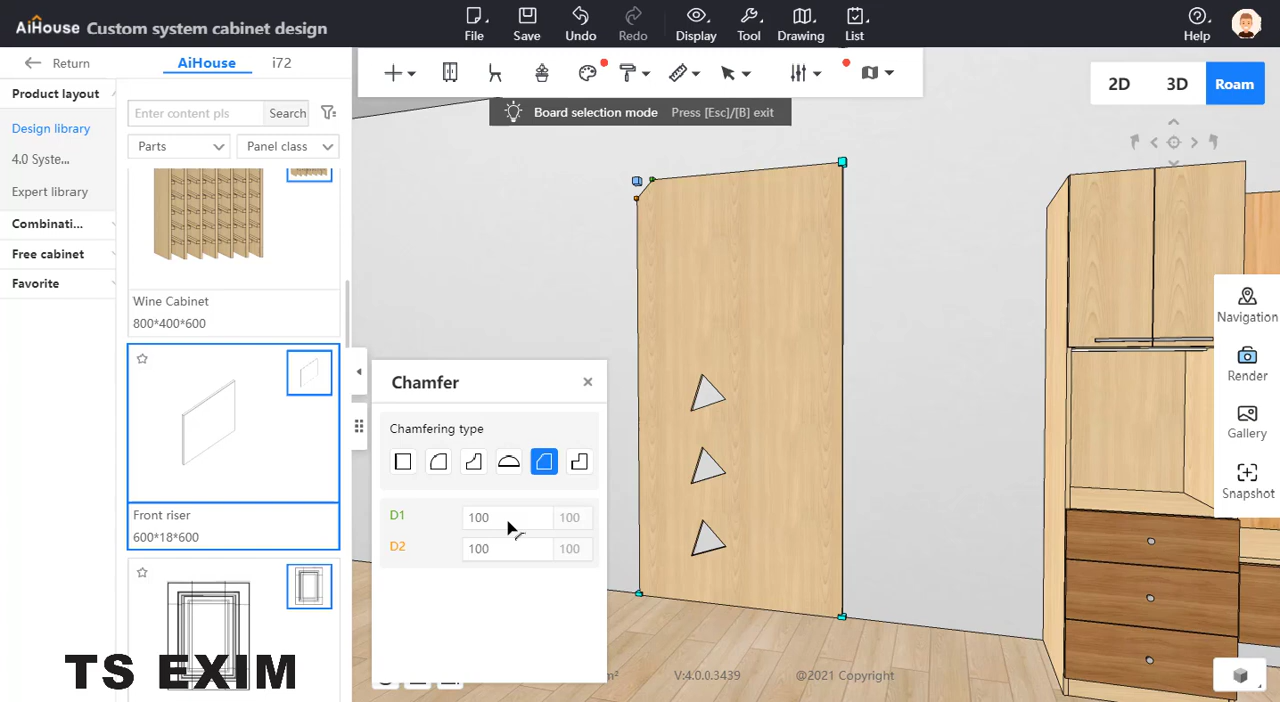 AiHouse Custom system cabinet design
File
Save
Undo
Redo
Display
Tool
Drawing
List
Help
Return
AiHouse
i72
Product layout
Design library
4.0 Syste...
Expert library
Combinati...
Free cabinet
Favorite
Enter content pls
Search
Parts
Panel class
Wine Cabinet
800*400*600
Front riser
600*18*600
Board selection mode Press [Esc]/[B] exit
2D
3D
Roam
Navigation
Render
Gallery
Snapshot
Chamfer
Chamfering type
D1 100 100
D2 100 100
TS EXIM
m²
V:4.0.0.3439
@2021 Copyright